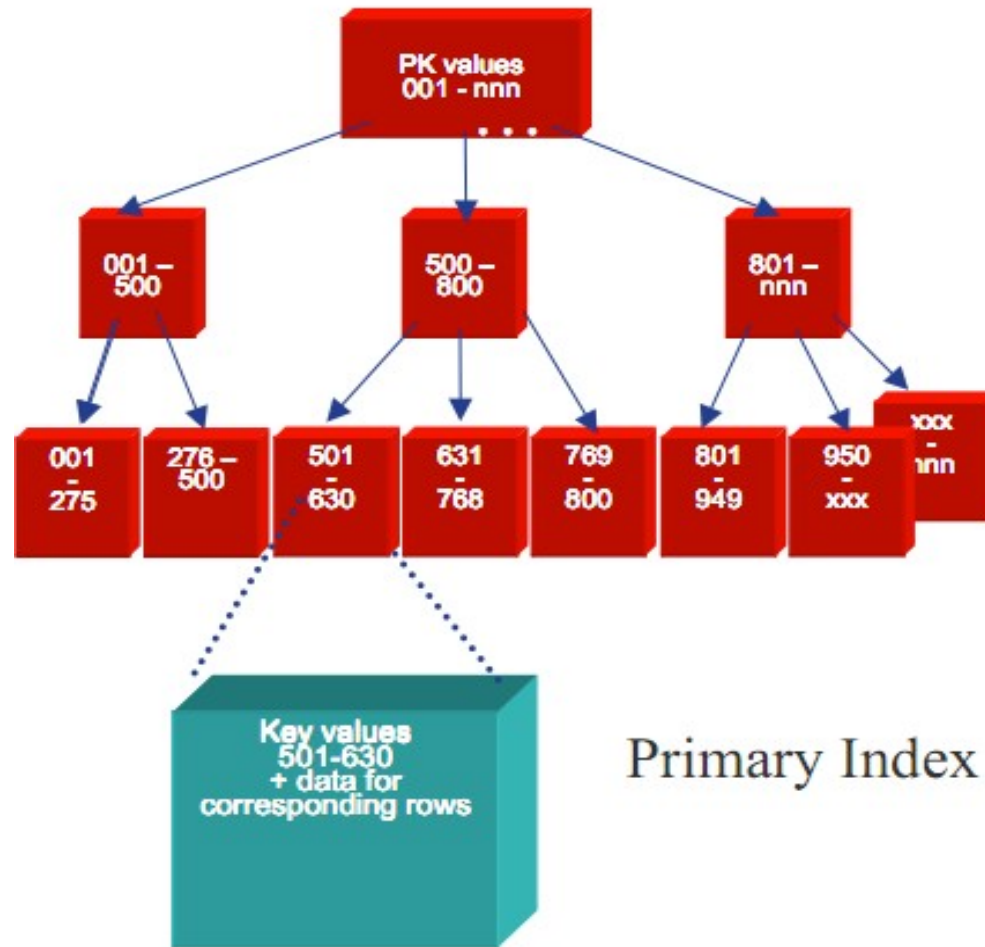 PK values
001 - nnn
. . .
001 –
500
500 –
800
801 –
nnn
001
-
275
276 –
500
501
-
630
631
-
768
769
-
800
801
-
949
950
-
xxx
xxx
-
nnn
Key values
501-630
+ data for
corresponding rows
Primary Index